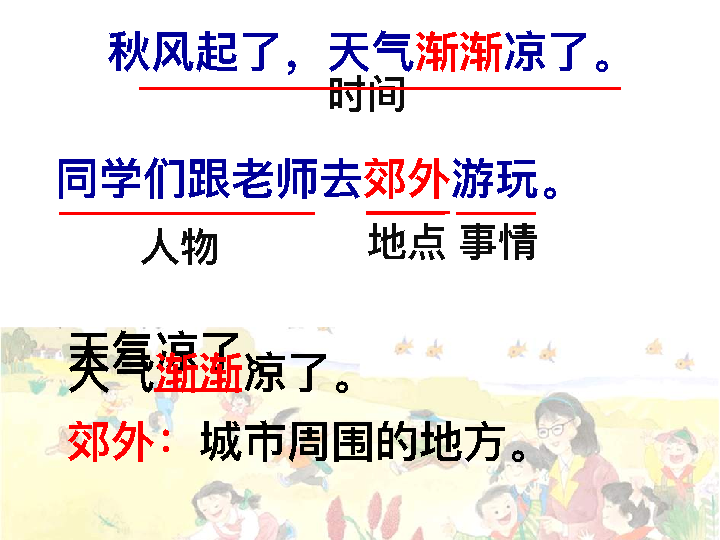 秋风起了，天气渐渐凉了。
时间
同学们跟老师去郊外游玩。
人物 地点 事情
天气凉了。
天气渐渐凉了。
郊外：城市周围的地方。